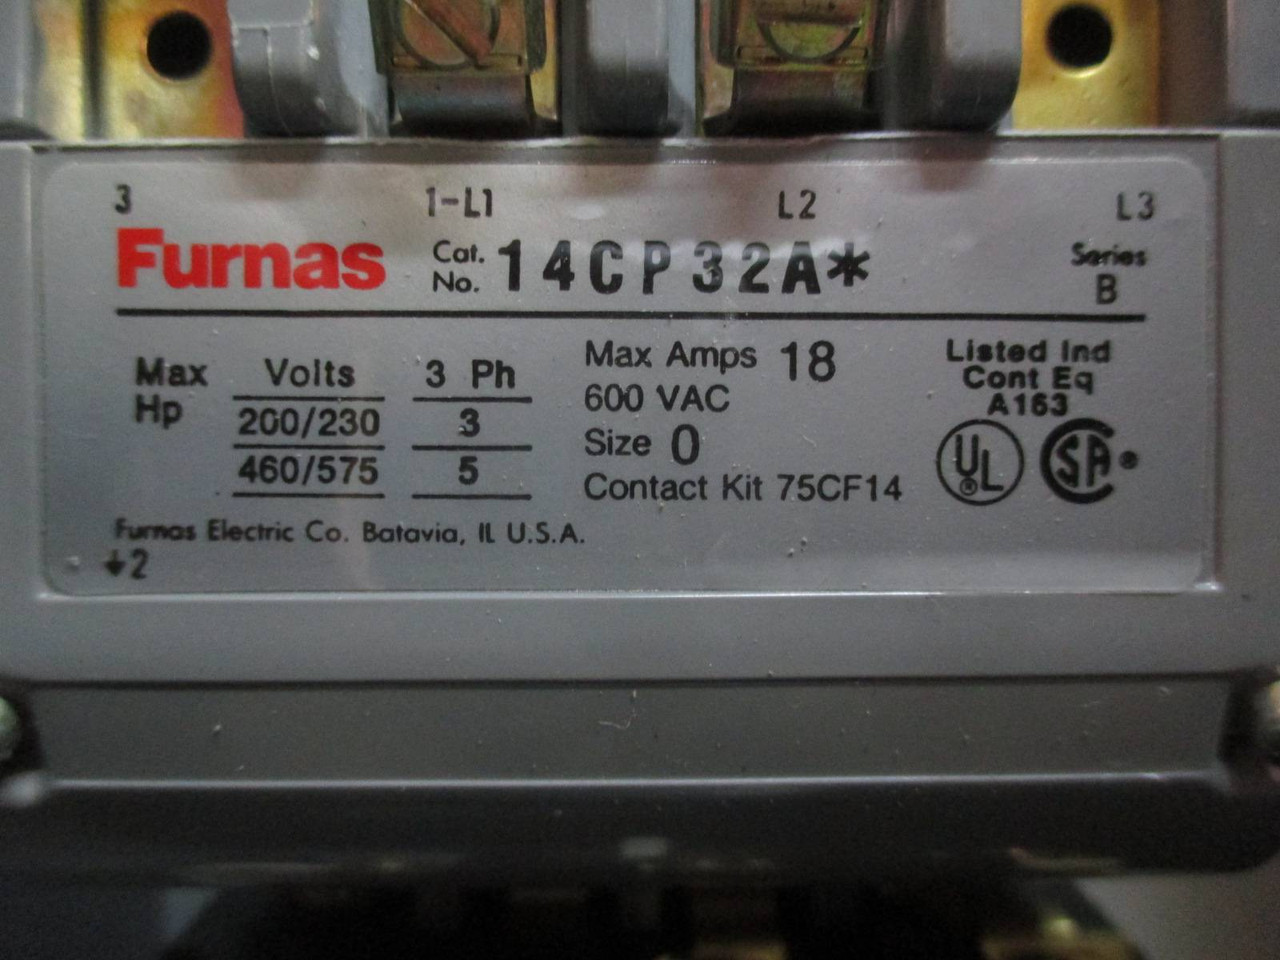 3 1-L1 L2 L3
Furnas Cat. No. 14CP32A* Series B
Max Hp Volts 3 Ph
200/230 3
460/575 5
Max Amps 18
600 VAC
Size 0
Contact Kit 75CF14
Listed Ind
Cont Eq
A163
UL ® SA ®
Furnas Electric Co. Batavia, IL U.S.A.
↓2